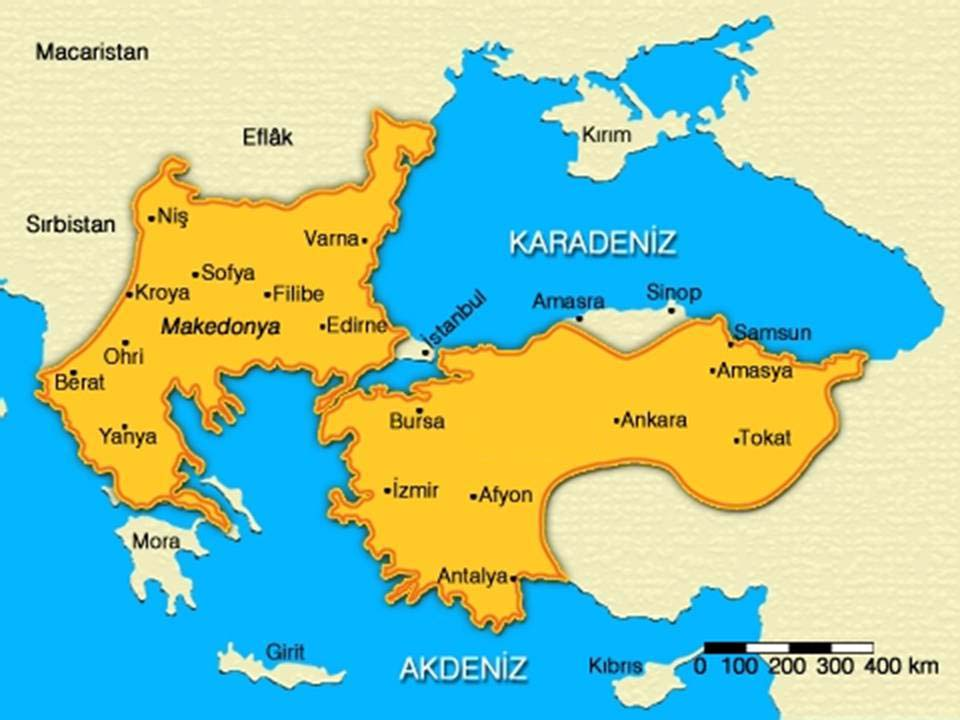 Macaristan
Eflâk
Kırım
Sırbistan
Niş
Varna
KARADENİZ
Sofya
Kroya
Filibe
Makedonya
Edirne
İstanbul
Amasra
Sinop
Samsun
Ohri
Berat
Amasya
Bursa
Ankara
Yanya
Tokat
İzmir
Afyon
Mora
Antalya
Girit
AKDENİZ
Kıbrıs
0 100 200 300 400 km